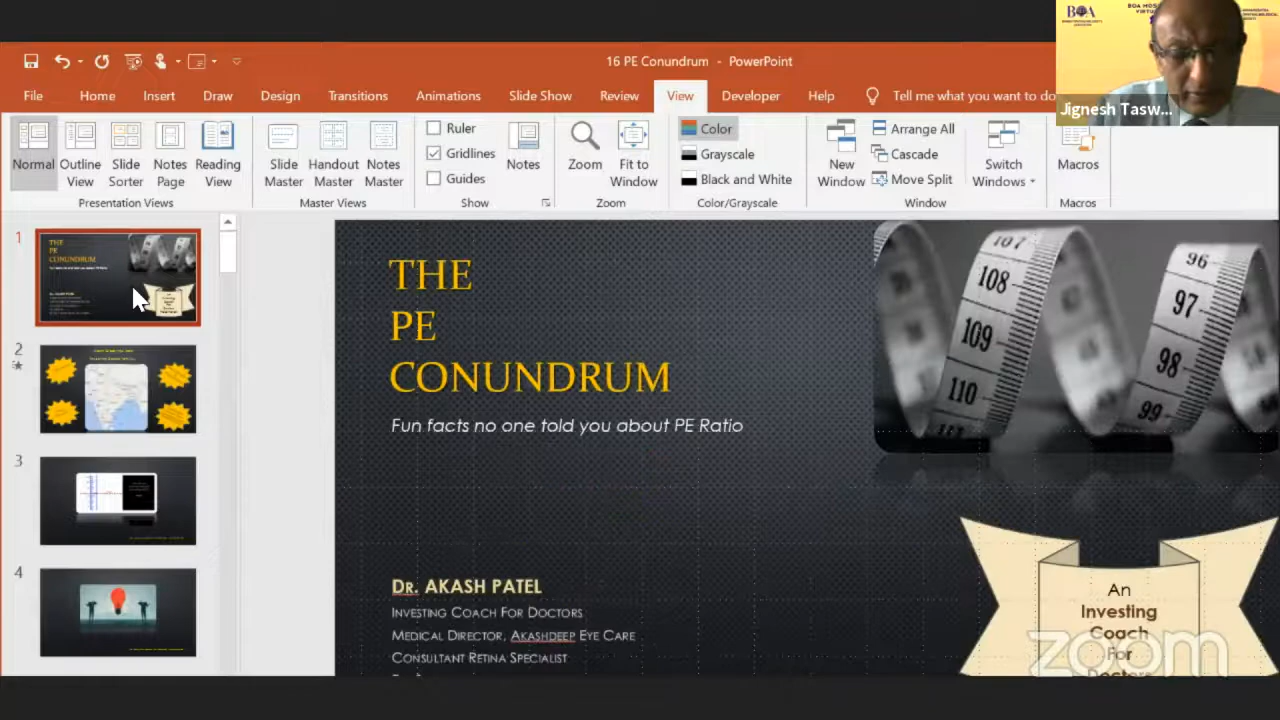 BOA
16 PE Conundrum - PowerPoint
Jignesh Tasw...
File Home Insert Draw Design Transitions Animations Slide Show Review View Developer Help Tell me what you want to do
Normal
Outline View
Slide Sorter
Notes Page
Reading View
Presentation Views
Slide Master
Handout Master
Notes Master
Master Views
Ruler
Gridlines
Guides
Show
Notes
Zoom
Fit to Window
Zoom
Color
Grayscale
Black and White
Color/Grayscale
New Window
Arrange All
Cascade
Move Split
Switch Windows
Window
Macros
Macros
1
THE
PE
CONUNDRUM
2
3
4
THE
PE
CONUNDRUM
Fun facts no one told you about PE Ratio
107
108
109
110
96
97
98
99
DR. AKASH PATEL
INVESTING COACH FOR DOCTORS
MEDICAL DIRECTOR, AKASHDEEP EYE CARE
CONSULTANT RETINA SPECIALIST
An
Investing
Coach
For
Doctors
zoom